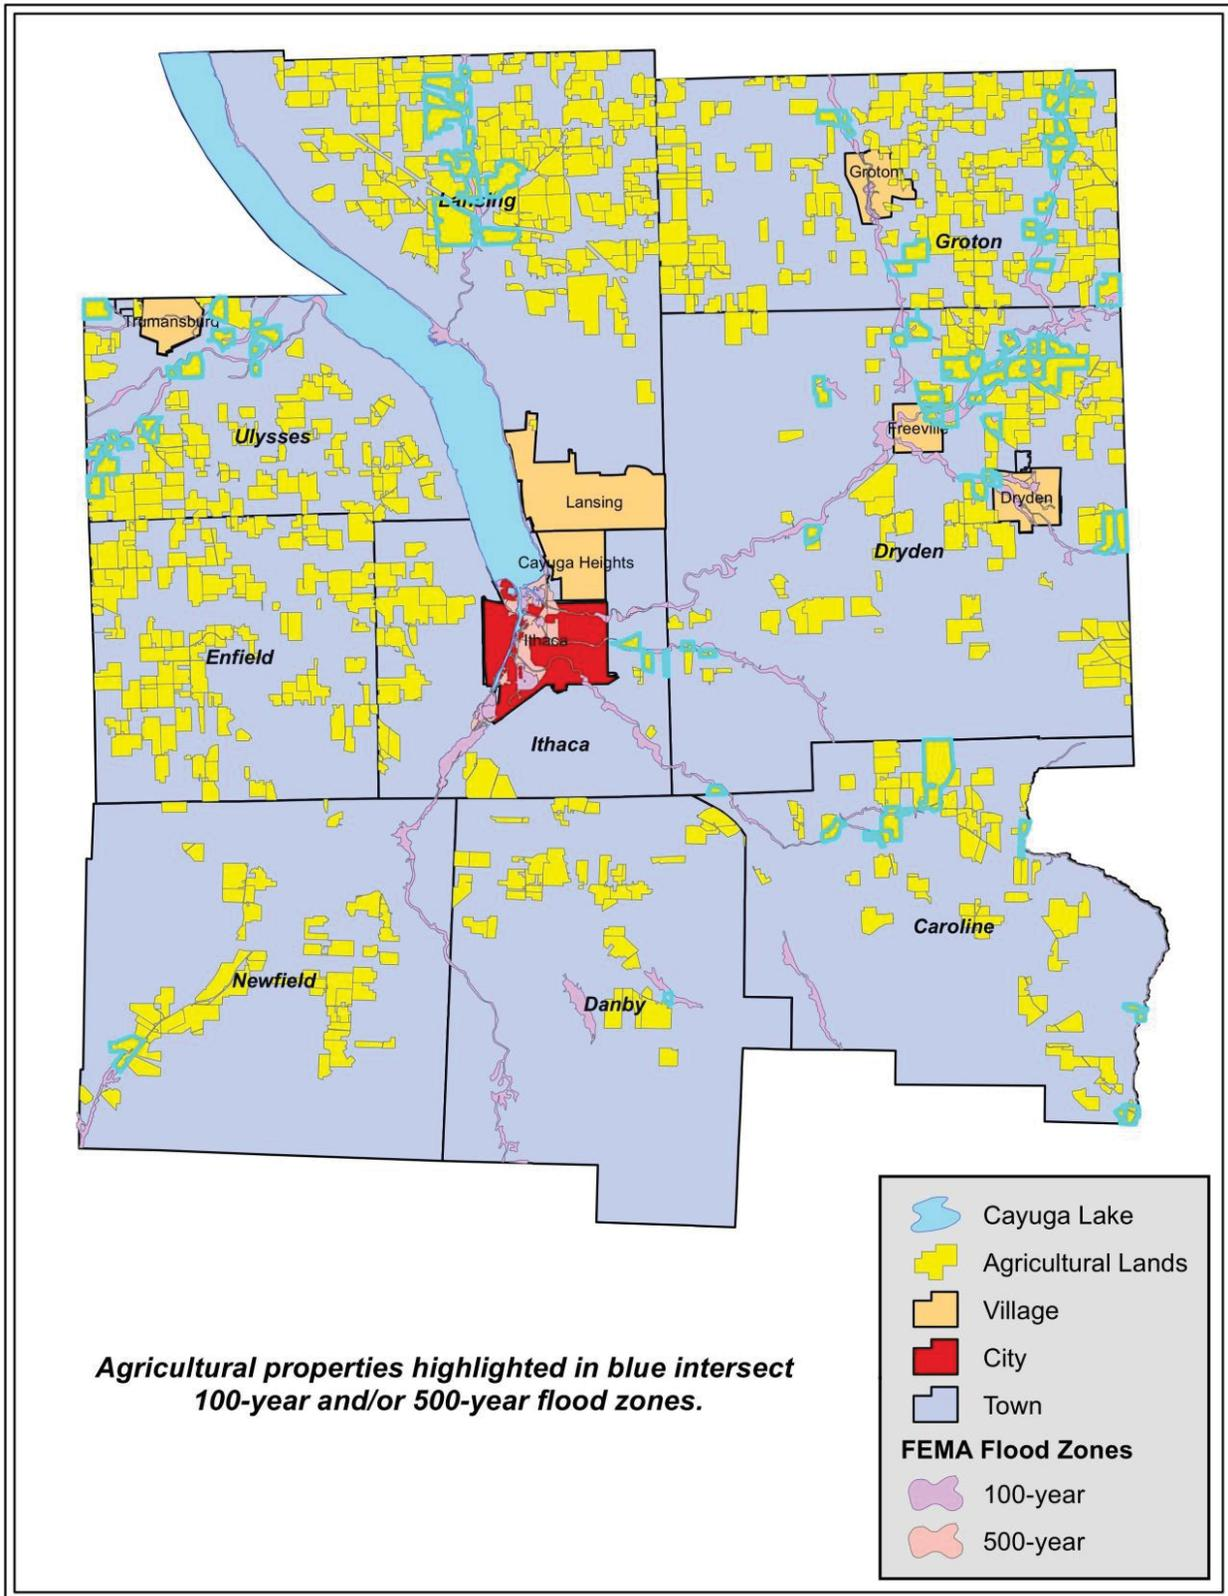 Lansing
Groton
Groton
Trumansburg
Ulysses
Freeville
Lansing
Dryden
Dryden
Cayuga Heights
Ithaca
Enfield
Ithaca
Caroline
Newfield
Danby
Cayuga Lake
Agricultural Lands
Village
City
Town
FEMA Flood Zones
100-year
500-year
Agricultural properties highlighted in blue intersect
100-year and/or 500-year flood zones.